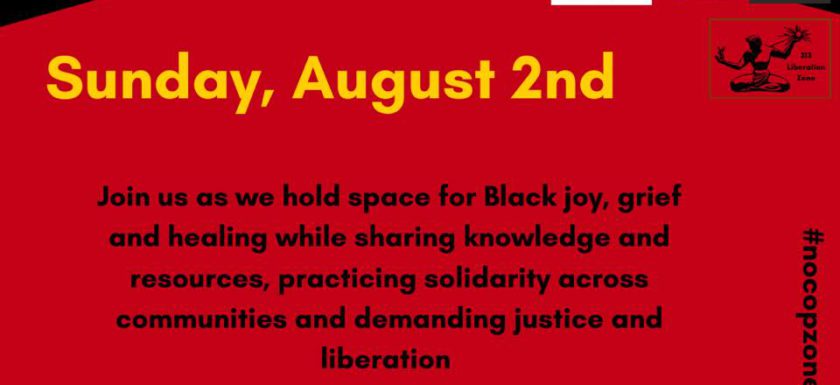 Sunday, August 2nd
313
Liberation
Zone
Join us as we hold space for Black joy, grief
and healing while sharing knowledge and
resources, practicing solidarity across
communities and demanding justice and
liberation
#nocopzone